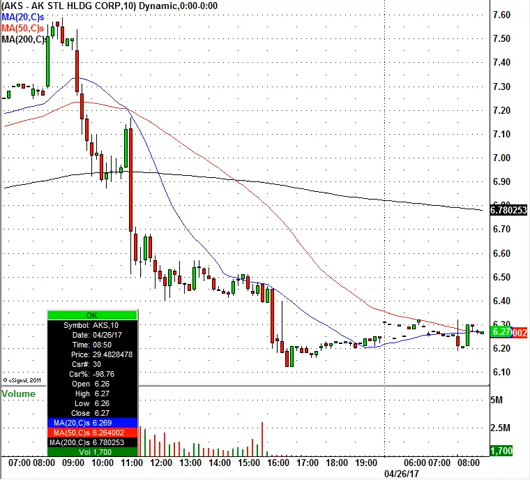 (AKS - AK STL HLDG CORP,10) Dynamic,0:00-0:00
MA(20,C)s
MA(50,C)s
MA(200,C)s
7.60
7.50
7.40
7.30
7.20
7.10
7.00
6.90
6.80
6.780253
6.70
6.60
6.50
6.40
6.30
6.27
002
6.20
6.10
OK
Symbol: AKS,10
Date: 04/26/17
Time: 08:50
Price: 29.4828478
Csr#: 30
Csr%: -98.76
Open 6.26
High 6.27
Low 6.26
Close 6.27
MA(20,C)s 6.269
MA(50,C)s 6.264002
MA(200,C)s 6.780253
Vol 1,700
© eSignal, 2011
Volume
5M
2.5M
1,700
07:00 08:00 09:00 10:00 11:00 12:00 13:00 14:00 15:00 16:00 17:00 18:00 19:00 06:00 07:00 08:00
04/26/17